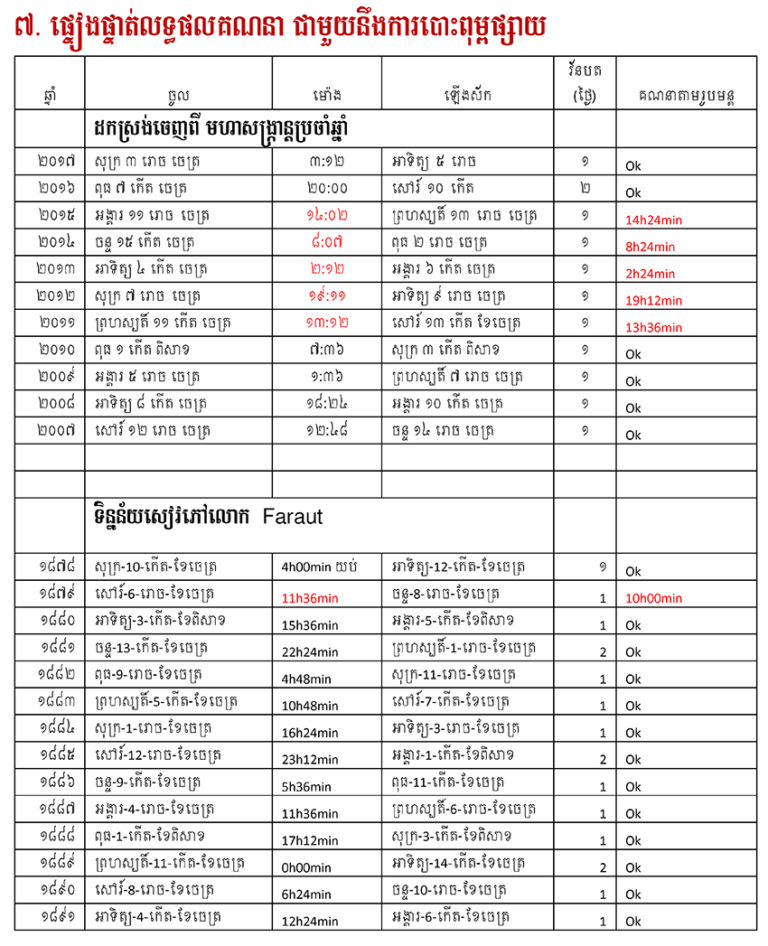 ៧. ផ្ទៀងផ្ទាត់លទ្ធផលគណនា ជាមួយនឹងការបោះពុម្ពផ្សាយ
ឆ្នាំ ចូល ម៉ោង ឡើងស័ក វ័នបត (ថ្ងៃ) គណនាតាមរូបមន្ត
ដកស្រង់ចេញពី មហាសង្រ្កាន្តប្រចាំឆ្នាំ
២០១៧ សុក្រ ៣ រោច ចេត្រ ៣:១២ អាទិត្យ ៥ រោច ១ Ok
២០១៦ ពុធ ៧ កើត ចេត្រ ២០:០០ សៅរ៍ ១០ កើត ២ Ok
២០១៥ អង្គារ ១១ រោច ចេត្រ ១៤:០២ ព្រហស្បតិ៍ ១៣ រោច ចេត្រ ១ 14h24min
២០១៤ ចន្ទ ១៥ កើត ចេត្រ ៨:០៧ ពុធ ២ រោច ចេត្រ ១ 8h24min
២០១៣ អាទិត្យ ៤ កើត ចេត្រ ២:១២ អង្គារ ៦ កើត ចេត្រ ១ 2h24min
២០១២ សុក្រ ៧ រោច ចេត្រ ១៩:១១ អាទិត្យ ៩ រោច ចេត្រ ១ 19h12min
២០១១ ព្រហស្បតិ៍ ១១ កើត ចេត្រ ១៣:១២ សៅរ៍ ១៣ កើត ខែចេត្រ ១ 13h36min
២០១០ ពុធ ១ កើត ពិសាខ ៧:៣៦ សុក្រ ៣ កើត ពិសាខ ១ Ok
២០០៩ អង្គារ ៥ រោច ចេត្រ ១:៣៦ ព្រហស្បតិ៍ ៧ រោច ចេត្រ ១ Ok
២០០៨ អាទិត្យ ៨ កើត ចេត្រ ១៨:២៤ អង្គារ ១០ កើត ចេត្រ ១ Ok
២០០៧ សៅរ៍ ១២ រោច ចេត្រ ១២:៤៨ ចន្ទ ១៤ រោច ចេត្រ ១ Ok
ទិន្នន័យសៀវភៅលោក Faraut
១៨៧៨ សុក្រ-10-កើត-ខែចេត្រ 4h00min យប់ អាទិត្យ-12-កើត-ខែចេត្រ ១ Ok
១៨៧៩ សៅរ៍-6-រោច-ខែចេត្រ 11h36min ចន្ទ-8-រោច-ខែចេត្រ 1 10h00min
១៨៨០ អាទិត្យ-3-កើត-ខែពិសាខ 15h36min អង្គារ-5-កើត-ខែពិសាខ 1 Ok
១៨៨១ ចន្ទ-13-កើត-ខែចេត្រ 22h24min ព្រហស្បតិ៍-1-រោច-ខែចេត្រ 2 Ok
១៨៨២ ពុធ-9-រោច-ខែចេត្រ 4h48min សុក្រ-11-រោច-ខែចេត្រ 1 Ok
១៨៨៣ ព្រហស្បតិ៍-5-កើត-ខែចេត្រ 10h48min សៅរ៍-7-កើត-ខែចេត្រ 1 Ok
១៨៨៤ សុក្រ-1-រោច-ខែចេត្រ 16h24min អាទិត្យ-3-រោច-ខែចេត្រ 1 Ok
១៨៨៥ សៅរ៍-12-រោច-ខែចេត្រ 23h12min អង្គារ-1-កើត-ខែពិសាខ 2 Ok
១៨៨៦ ចន្ទ-9-កើត-ខែចេត្រ 5h36min ពុធ-11-កើត-ខែចេត្រ 1 Ok
១៨៨៧ អង្គារ-4-រោច-ខែចេត្រ 11h36min ព្រហស្បតិ៍-6-រោច-ខែចេត្រ 1 Ok
១៨៨៨ ពុធ-1-កើត-ខែពិសាខ 17h12min សុក្រ-3-កើត-ខែពិសាខ 1 Ok
១៨៨៩ ព្រហស្បតិ៍-11-កើត-ខែចេត្រ 0h00min អាទិត្យ-14-កើត-ខែចេត្រ 2 Ok
១៨៩០ សៅរ៍-8-រោច-ខែចេត្រ 6h24min ចន្ទ-10-រោច-ខែចេត្រ 1 Ok
១៨៩១ អាទិត្យ-4-កើត-ខែចេត្រ 12h24min អង្គារ-6-កើត-ខែចេត្រ 1 Ok